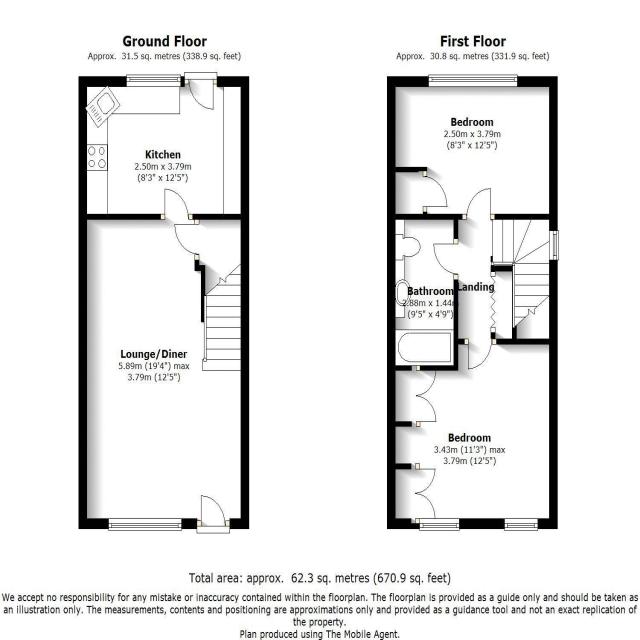 Ground Floor
Approx. 31.5 sq. metres (338.9 sq. feet)
Kitchen
2.50m x 3.79m
(8'3" x 12'5")
Lounge/Diner
5.89m (19'4") max
3.79m (12'5")
First Floor
Approx. 30.8 sq. metres (331.9 sq. feet)
Bedroom
2.50m x 3.79m
(8'3" x 12'5")
Landing
Bathroom
2.88m x 1.44m
(9'5" x 4'9")
Bedroom
3.43m (11'3") max
3.79m (12'5")
Total area: approx. 62.3 sq. metres (670.9 sq. feet)
We accept no responsibility for any mistake or inaccuracy contained within the floorplan. The floorplan is provided as a guide only and should be taken as
an illustration only. The measurements, contents and positioning are approximations only and provided as a guidance tool and not an exact replication of
the property.
Plan produced using The Mobile Agent.